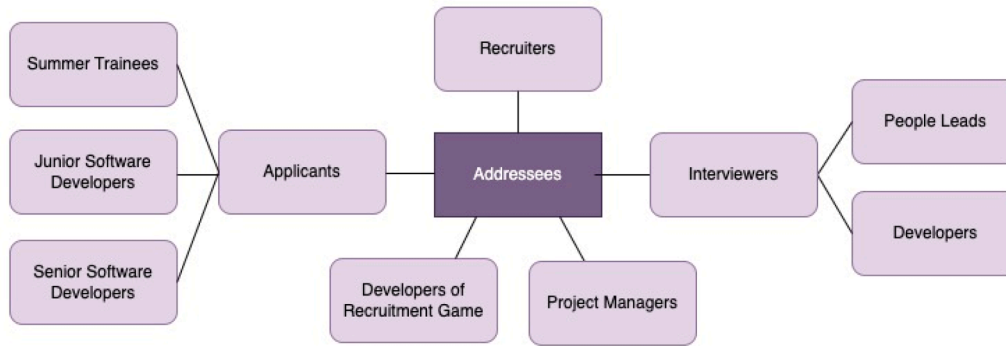 Recruiters
Summer Trainees
People Leads
Junior Software
Developers
Applicants
Addressees
Interviewers
Developers
Senior Software
Developers
Developers of
Recruitment Game
Project Managers